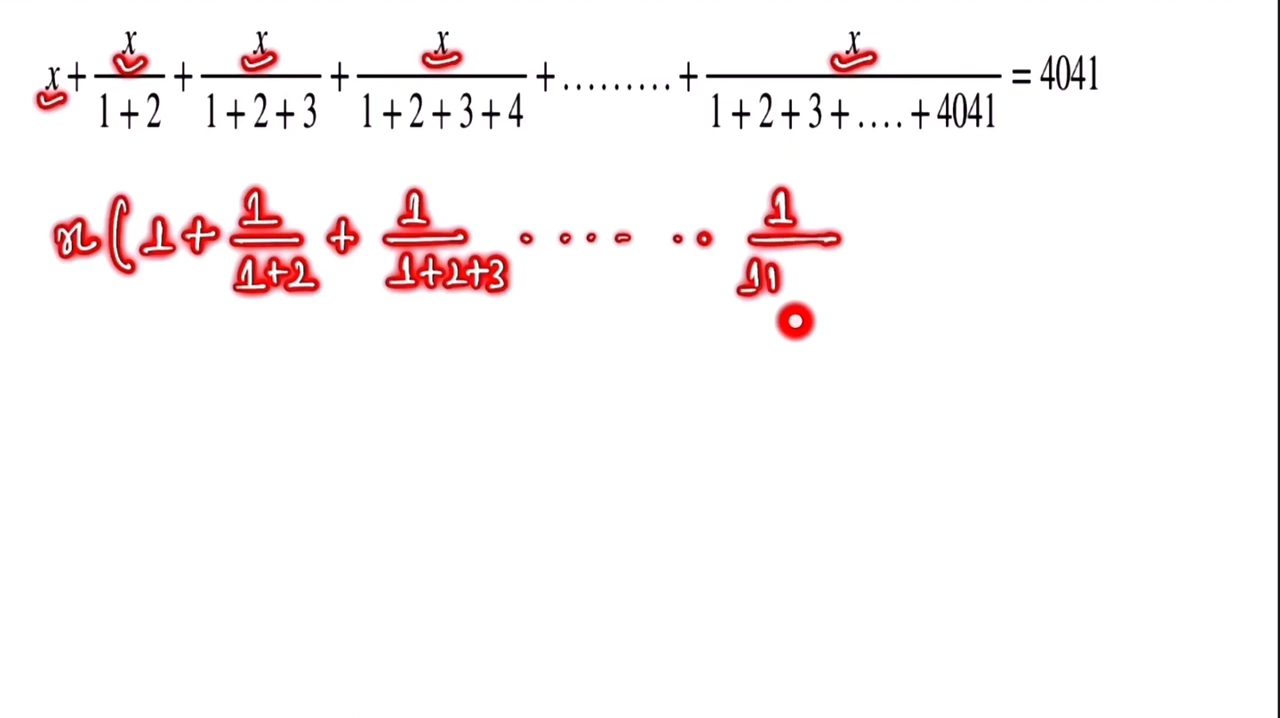 x + x/(1+2) + x/(1+2+3) + x/(1+2+3+4) + ......... + x/(1+2+3+....+4041) = 4041
x(1 + 1/(1+2) + 1/(1+2+3) ....-.. 1/11